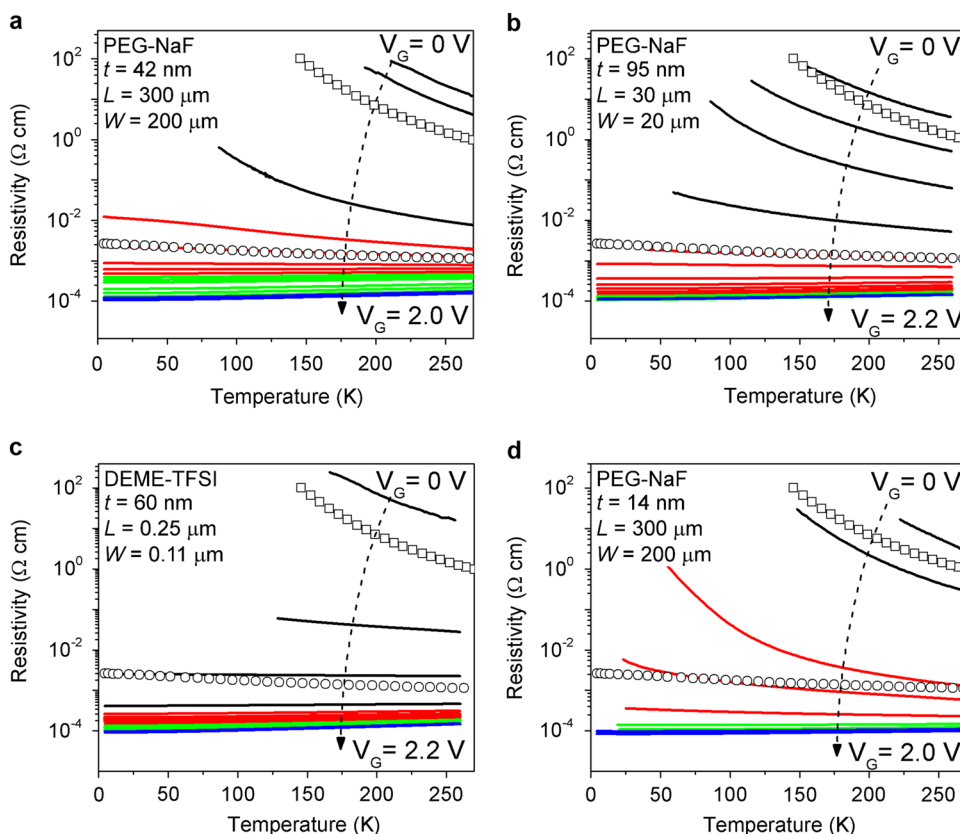 a
PEG-NaF
t = 42 nm
L = 300 μm
W = 200 μm
V_G = 0 V
V_G = 2.0 V
10^2
10^0
10^-2
10^-4
Resistivity (Ω cm)
0 50 100 150 200 250
Temperature (K)
b
PEG-NaF
t = 95 nm
L = 30 μm
W = 20 μm
V_G = 0 V
V_G = 2.2 V
10^2
10^0
10^-2
10^-4
Resistivity (Ω cm)
0 50 100 150 200 250
Temperature (K)
c
DEME-TFSI
t = 60 nm
L = 0.25 μm
W = 0.11 μm
V_G = 0 V
V_G = 2.2 V
10^2
10^0
10^-2
10^-4
Resistivity (Ω cm)
0 50 100 150 200 250
Temperature (K)
d
PEG-NaF
t = 14 nm
L = 300 μm
W = 200 μm
V_G = 0 V
V_G = 2.0 V
10^2
10^0
10^-2
10^-4
Resistivity (Ω cm)
0 50 100 150 200 250
Temperature (K)